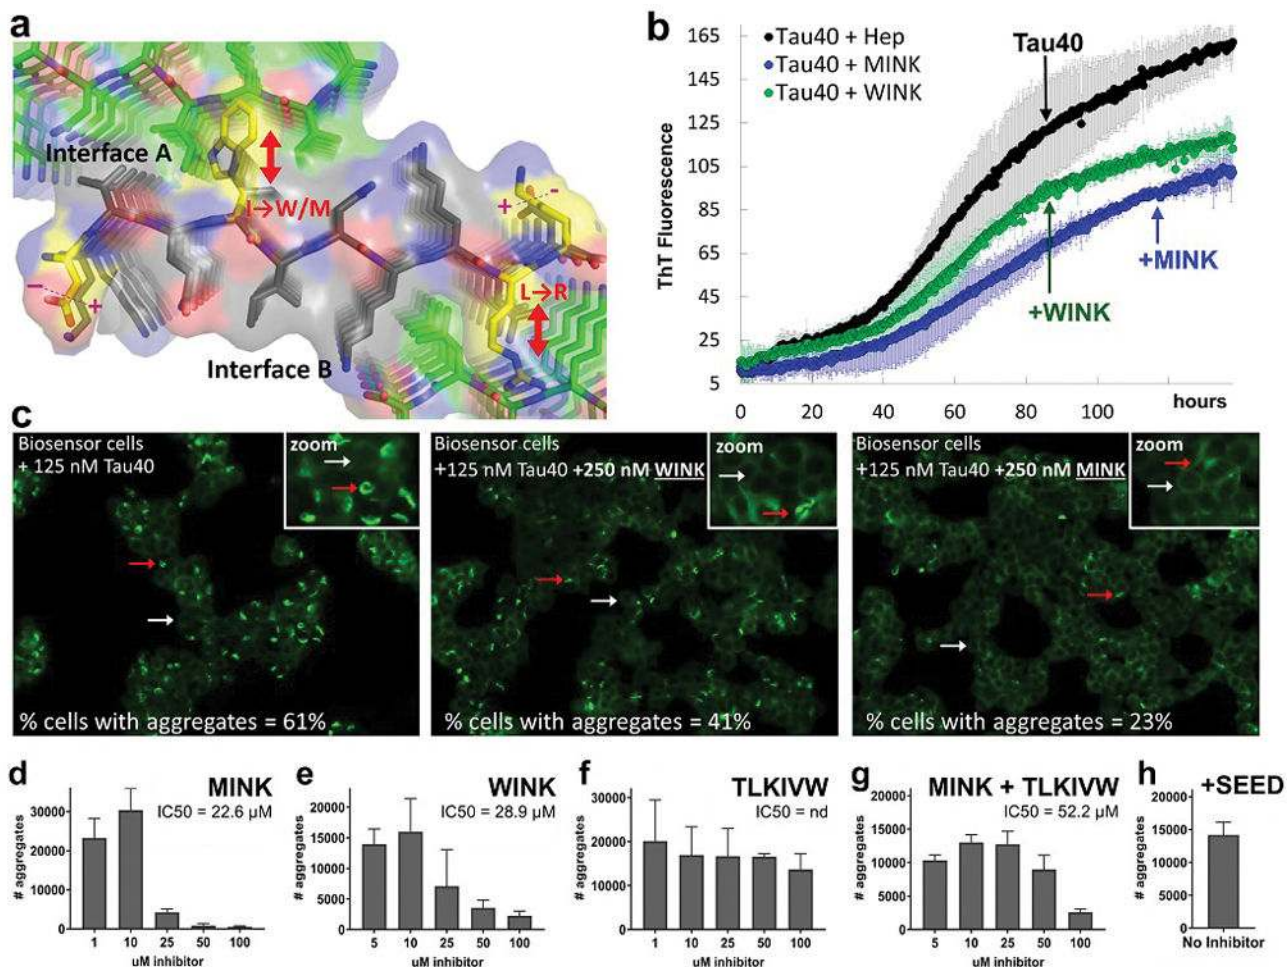 a
Interface A
I→W/M
+ -
- +
L→R
Interface B
b
ThT Fluorescence
165
145
125
105
85
65
45
25
5
Tau40 + Hep
Tau40 + MINK
Tau40 + WINK
Tau40
+WINK
+MINK
0 20 40 60 80 100 hours
c
Biosensor cells
+ 125 nM Tau40
zoom
% cells with aggregates = 61%
Biosensor cells
+125 nM Tau40 +250 nM WINK
zoom
% cells with aggregates = 41%
Biosensor cells
+125 nM Tau40 +250 nM MINK
zoom
% cells with aggregates = 23%
d
MINK
IC50 = 22.6 µM
# aggregates
30000
20000
10000
0
1 10 25 50 100
uM inhibitor
e
WINK
IC50 = 28.9 µM
# aggregates
20000
15000
10000
5000
0
5 10 25 50 100
uM inhibitor
f
TLKIVW
IC50 = nd
# aggregates
30000
20000
10000
0
1 10 25 50 100
uM inhibitor
g
MINK + TLKIVW
IC50 = 52.2 µM
# aggregates
20000
15000
10000
5000
0
5 10 25 50 100
uM inhibitor
h
+SEED
# aggregates
20000
15000
10000
5000
0
No Inhibitor